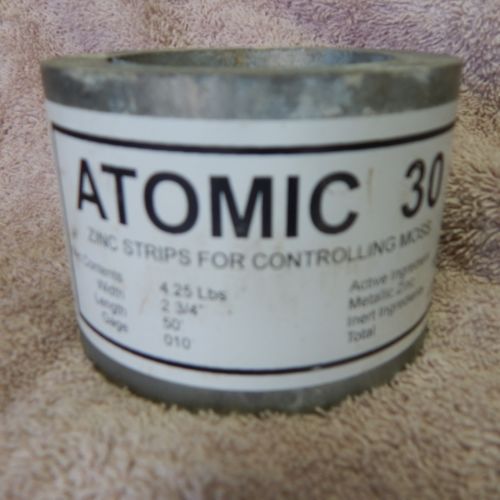 ATOMIC 30
ZINC STRIPS FOR CONTROLLING MOSS
Contents 4.25 Lbs
Width 2 3/4"
Length 50'
Gage 010
Active Ingredient
Metallic Zinc
Inert Ingredients
Total